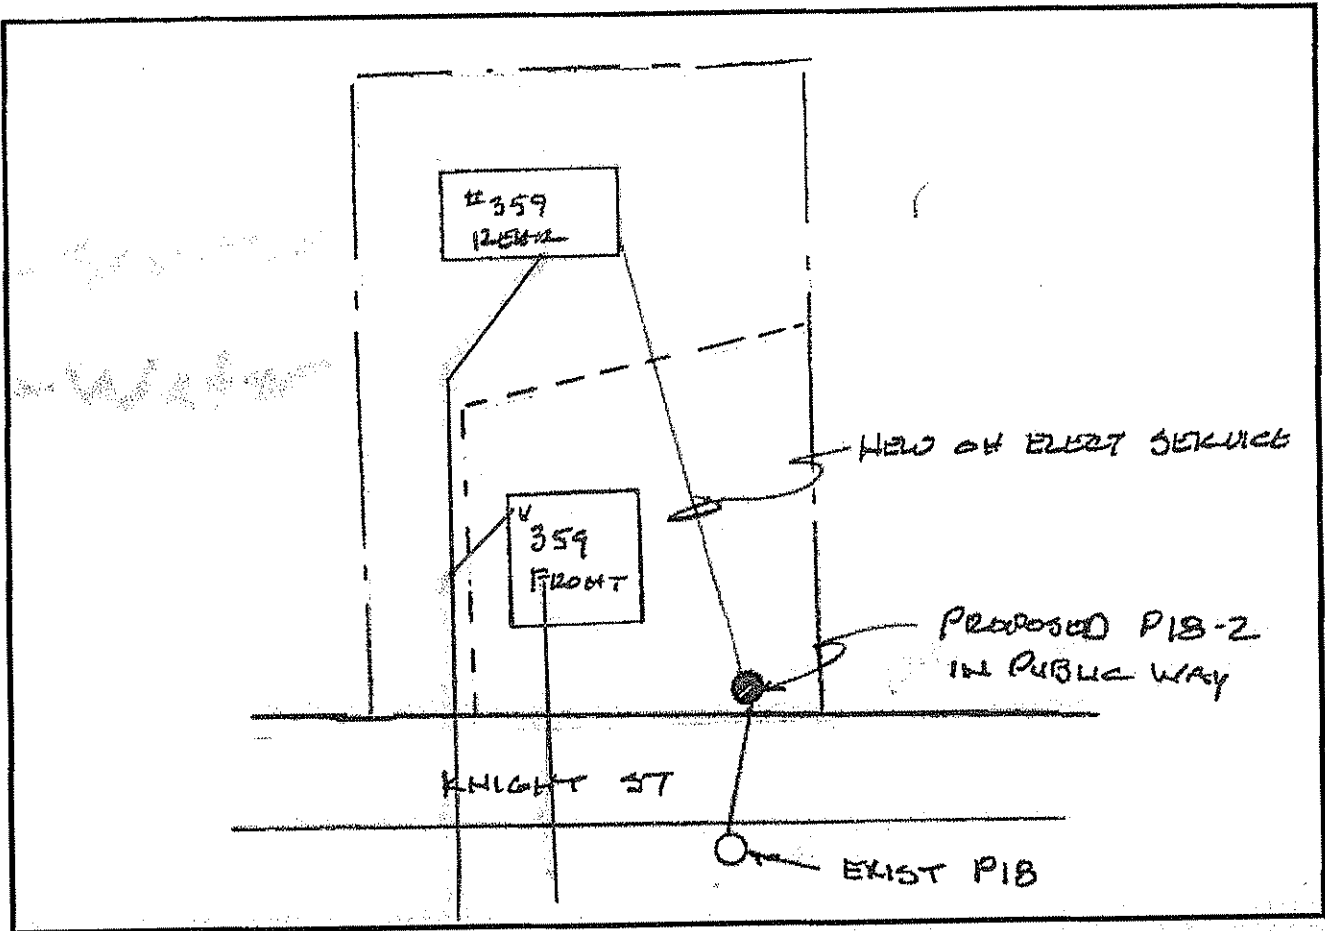 #359
REAR
NEW OH ELECT SERVICE
359
FRONT
PROPOSED P18-2
IN PUBLIC WAY
KNIGHT ST
EXIST P18